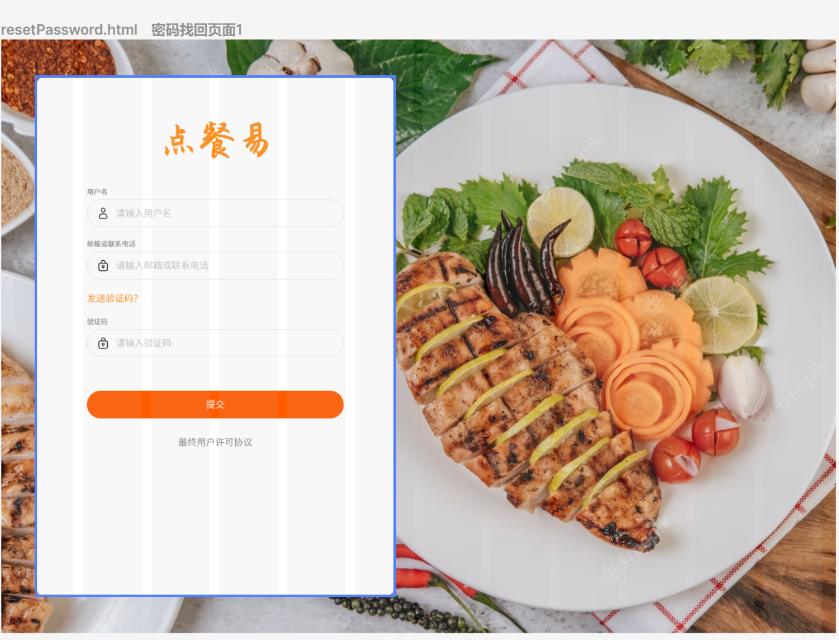 resetPassword.html 密码找回页面1
点餐易
用户名
请输入用户名
邮箱或联系电话
请输入邮箱或联系电话
发送验证码?
验证码
请输入验证码
提交
最终用户许可协议
freepik